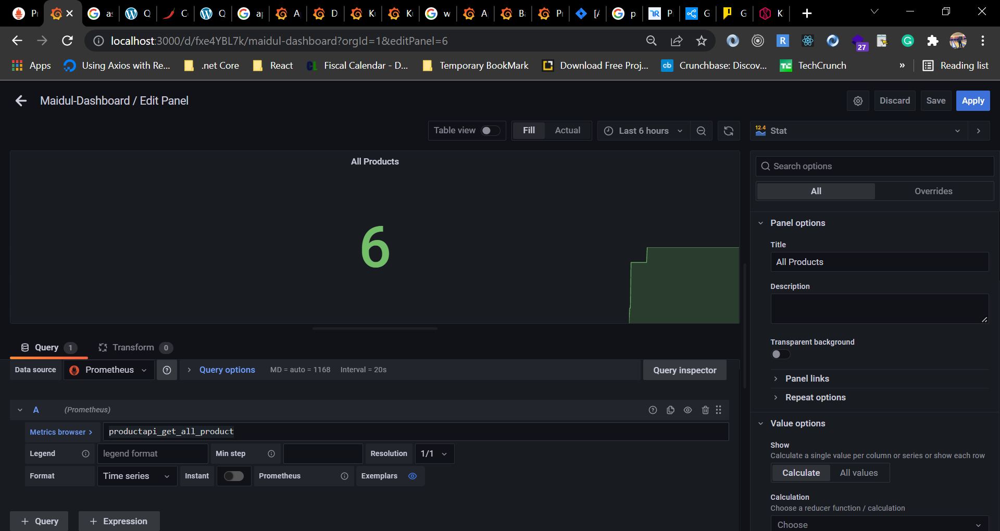 P
as
Q
C
Q
a
A
D
K
K
w
A
B
P
[A
p
P
G
G
K
localhost:3000/d/fxe4YBL7k/maidul-dashboard?orgId=1&editPanel=6
R
27
Apps
Using Axios with Re...
.net Core
React
CL
Fiscal Calendar - D...
Temporary BookMark
Download Free Proj...
cb
Crunchbase: Discov...
TC
TechCrunch
»
Reading list
Maidul-Dashboard / Edit Panel
Discard
Save
Apply
Table view
Fill
Actual
Last 6 hours
12.4
Stat
All Products
6
Search options
All
Overrides
Panel options
Title
All Products
Description
Transparent background
Panel links
Repeat options
Value options
Show
Calculate a single value per column or series or show each row
Calculate
All values
Calculation
Choose a reducer function / calculation
Choose
Query 1
Transform 0
Data source
Prometheus
Query options
MD = auto = 1168
Interval = 20s
Query inspector
A
(Prometheus)
Metrics browser >
productapi_get_all_product
Legend
legend format
Min step
Resolution
1/1
Format
Time series
Instant
Prometheus
Exemplars
+ Query
+ Expression